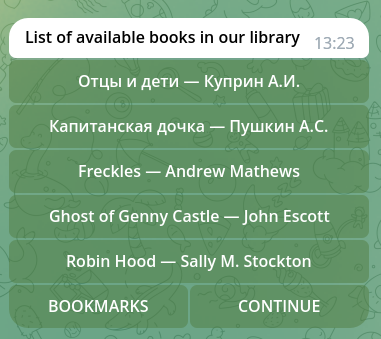 List of available books in our library
13:23
Отцы и дети — Куприн А.И.
Капитанская дочка — Пушкин А.С.
Freckles — Andrew Mathews
Ghost of Genny Castle — John Escott
Robin Hood — Sally M. Stockton
BOOKMARKS
CONTINUE